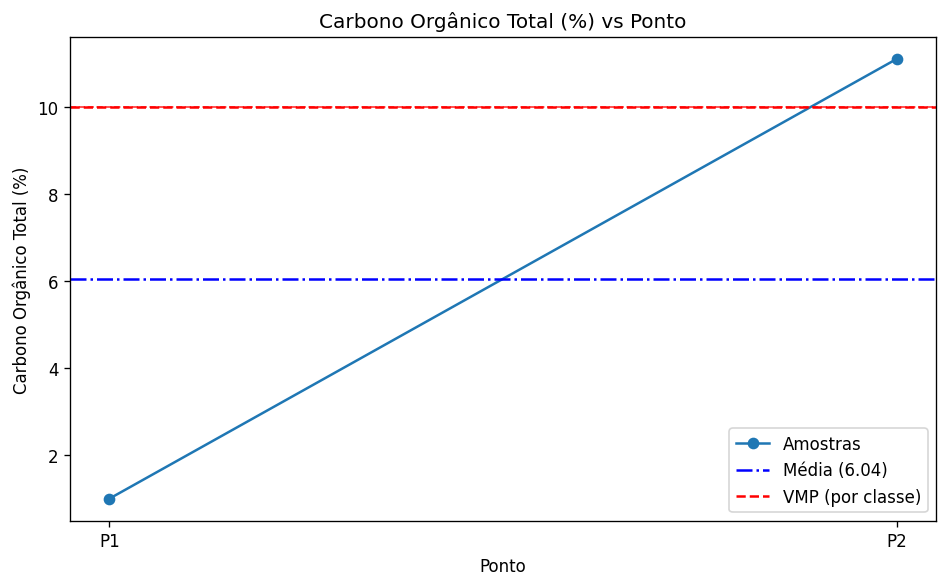 Carbono Orgânico Total (%) vs Ponto
Carbono Orgânico Total (%)
10
8
6
4
2
Amostras
Média (6.04)
VMP (por classe)
P1
P2
Ponto